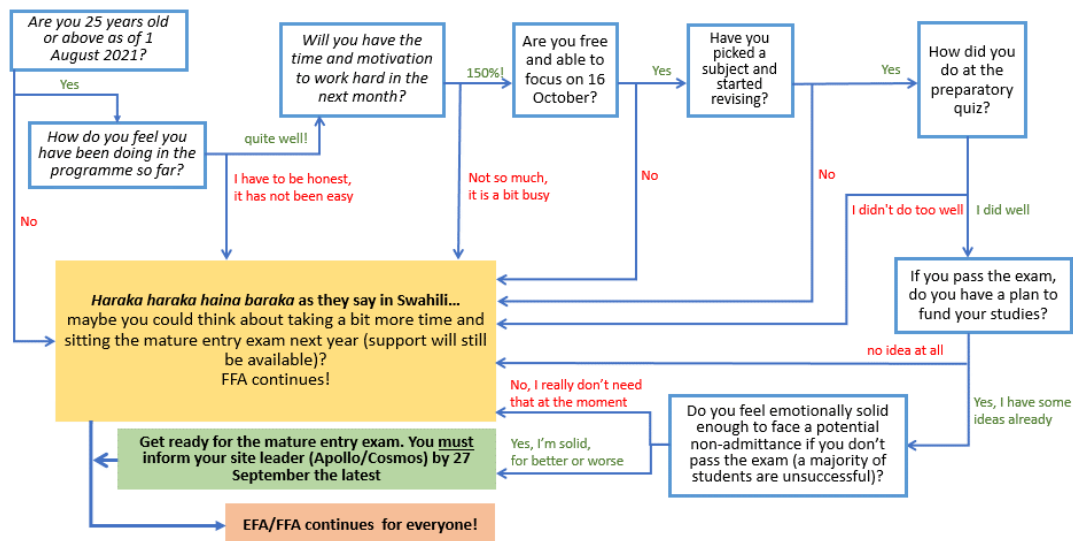 Are you 25 years old
or above as of 1
August 2021?
Yes
How do you feel you
have been doing in the
programme so far?
No
quite well!
I have to be honest,
it has not been easy
Will you have the
time and motivation
to work hard in the
next month?
150%!
Not so much,
it is a bit busy
Are you free
and able to
focus on 16
October?
Yes
No
Have you
picked a
subject and
started
revising?
Yes
No
How did you
do at the
preparatory
quiz?
I didn't do too well
I did well
If you pass the exam,
do you have a plan to
fund your studies?
no idea at all
Yes, I have some
ideas already
Do you feel emotionally solid
enough to face a potential
non-admittance if you don't
pass the exam (a majority of
students are unsuccessful)?
No, I really don't need
that at the moment
Yes, I'm solid,
for better or worse
Haraka haraka haina baraka as they say in Swahili...
maybe you could think about taking a bit more time and
sitting the mature entry exam next year (support will still
be available)?
FFA continues!
Get ready for the mature entry exam. You must
inform your site leader (Apollo/Cosmos) by 27
September the latest
EFA/FFA continues for everyone!